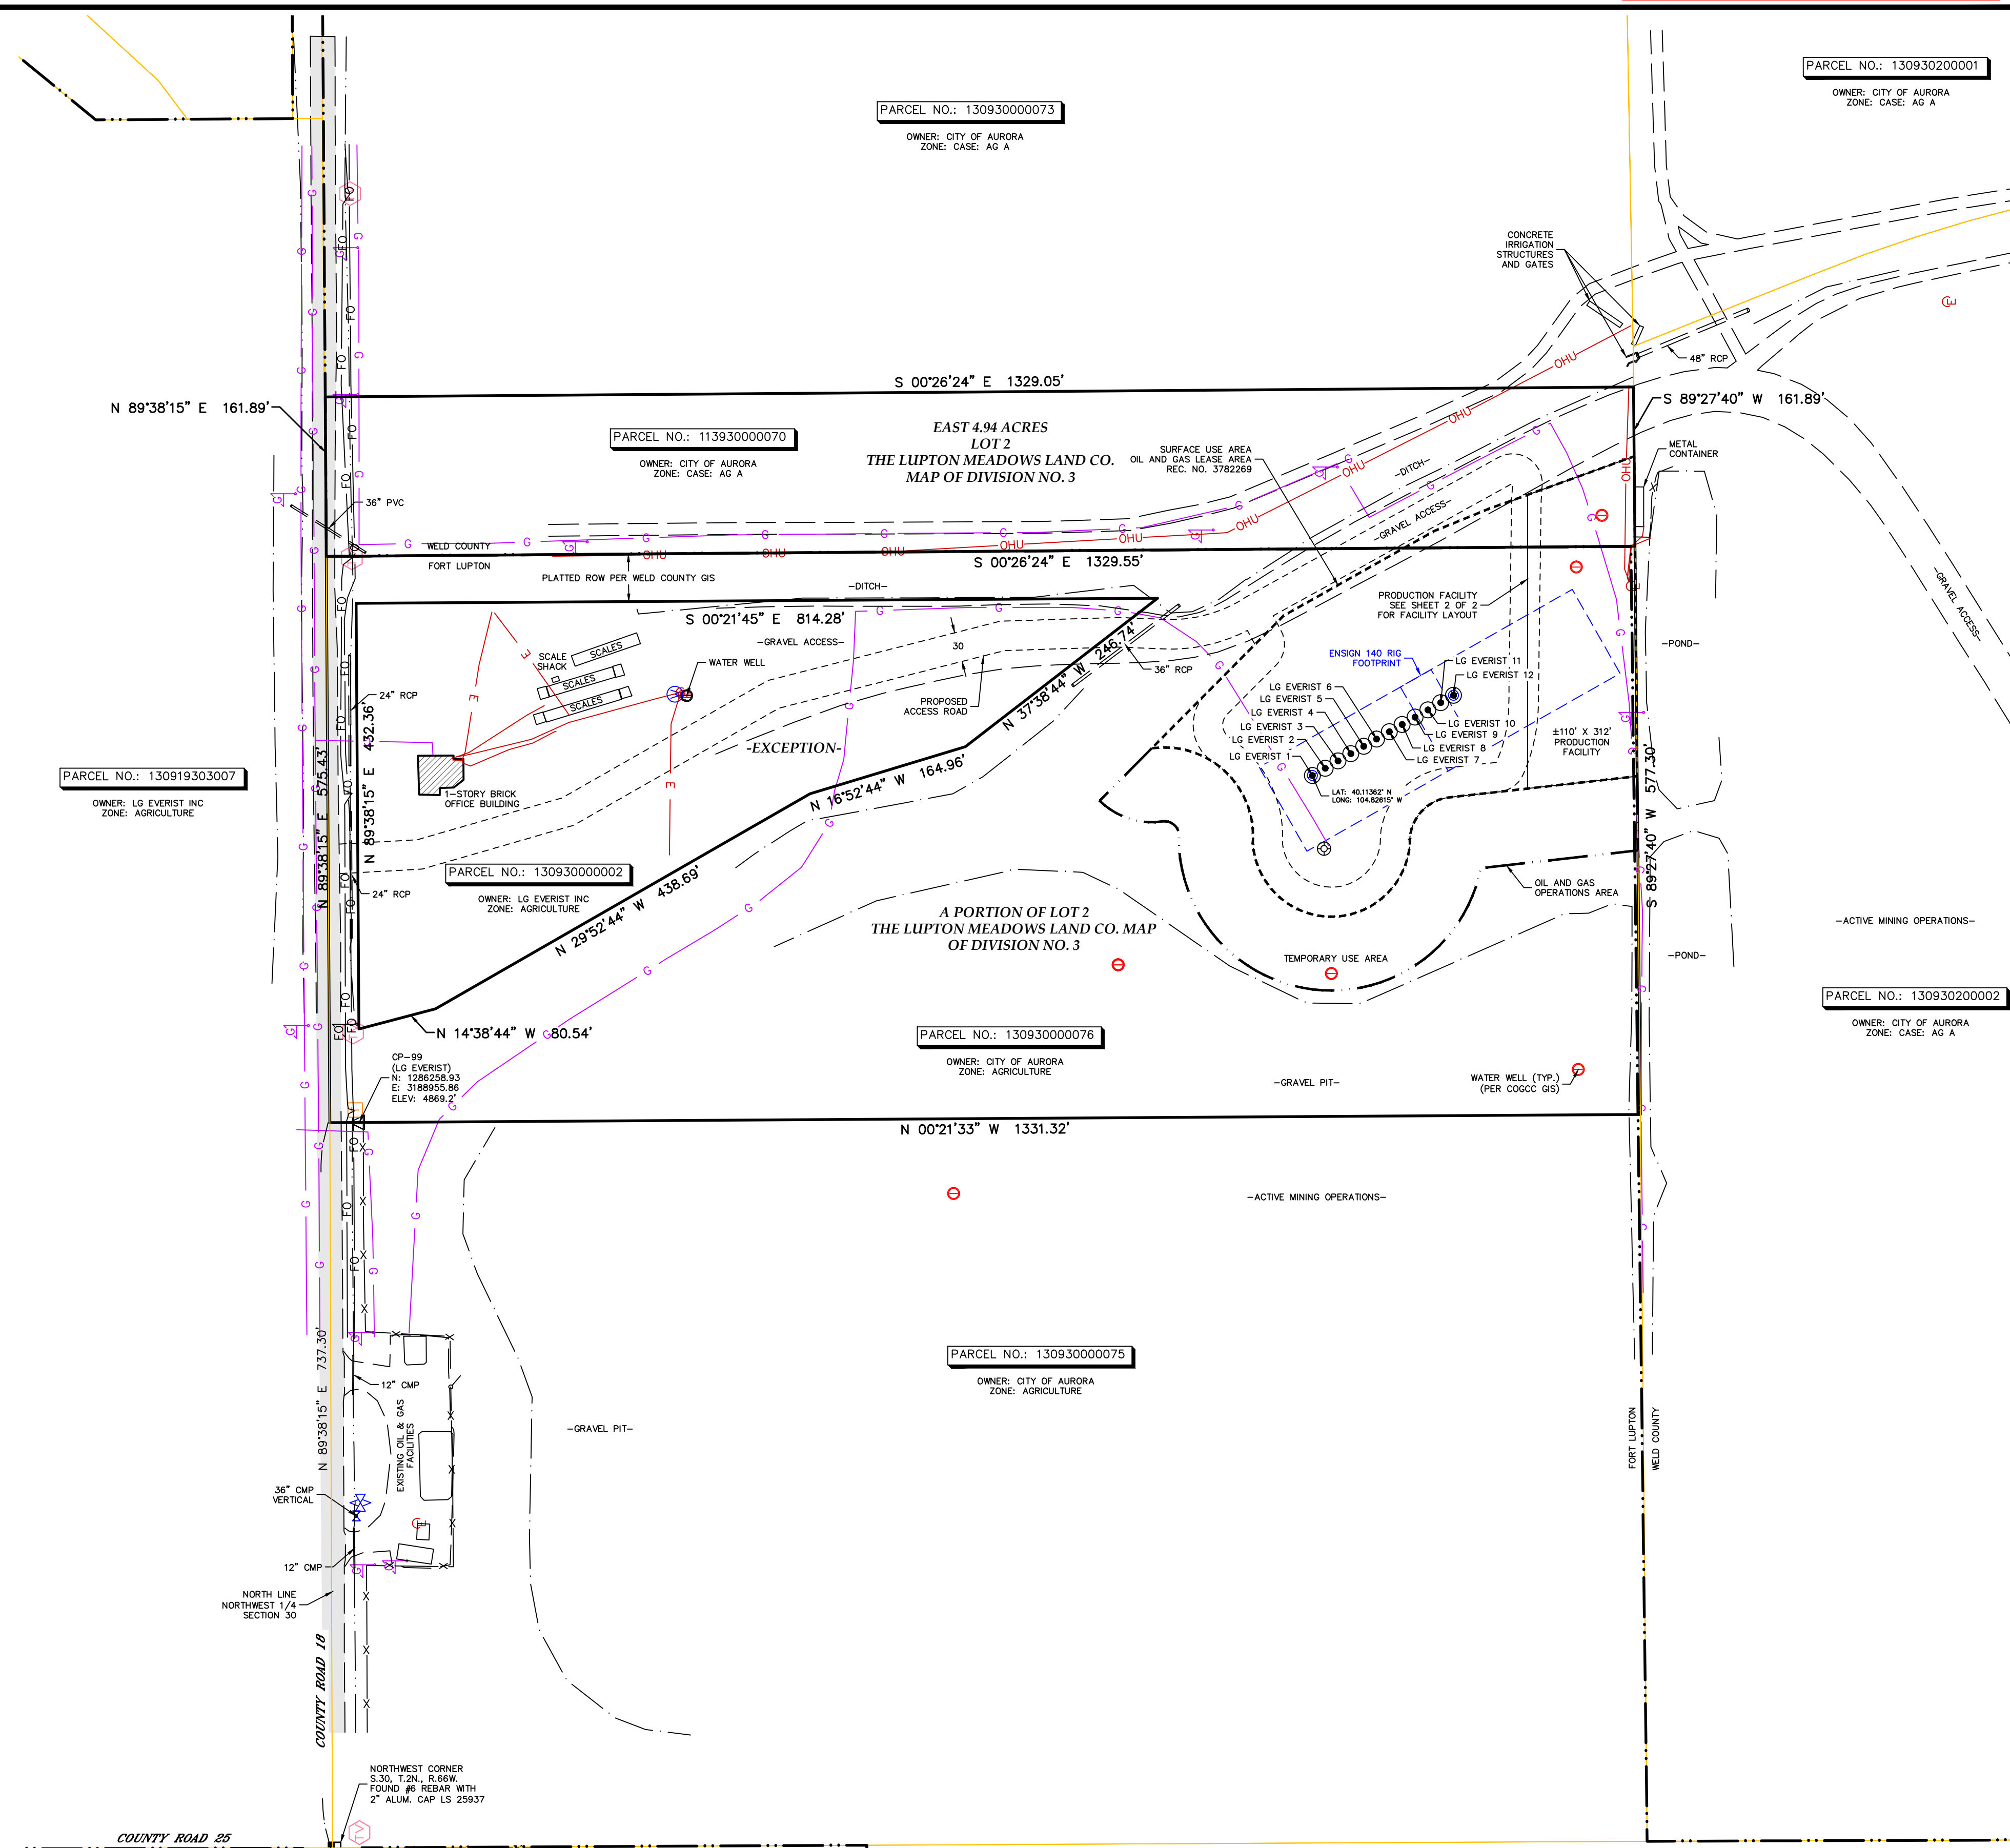 PARCEL NO.: 130930200001
OWNER: CITY OF AURORA
ZONE: CASE: AG A
PARCEL NO.: 130930000073
OWNER: CITY OF AURORA
ZONE: CASE: AG A
CONCRETE
IRRIGATION
STRUCTURES
AND GATES
48" RCP
S 00°26'24" E 1329.05'
N 89°38'15" E 161.89'
S 89°27'40" W 161.89'
PARCEL NO.: 113930000070
OWNER: CITY OF AURORA
ZONE: CASE: AG A
EAST 4.94 ACRES
LOT 2
THE LUPTON MEADOWS LAND CO.
MAP OF DIVISION NO. 3
SURFACE USE AREA
OIL AND GAS LEASE AREA
REC. NO. 3782269
-DITCH-
METAL
CONTAINER
36" PVC
-GRAVEL ACCESS-
WELD COUNTY
FORT LUPTON
S 00°26'24" E 1329.55'
PLATTED ROW PER WELD COUNTY GIS
-DITCH-
S 00°21'45" E 814.28'
-GRAVEL ACCESS-
30
PRODUCTION FACILITY
SEE SHEET 2 OF 2
FOR FACILITY LAYOUT
-GRAVEL ACCESS-
-POND-
SCALE
SHACK
SCALES
SCALES
SCALES
WATER WELL
36" RCP
N 37°38'44" W 246.74'
ENSIGN 140 RIG
FOOTPRINT
LG EVERIST 11
LG EVERIST 12
LG EVERIST 6
LG EVERIST 5
LG EVERIST 4
LG EVERIST 3
LG EVERIST 2
LG EVERIST 1
LG EVERIST 10
LG EVERIST 9
LG EVERIST 8
LG EVERIST 7
±110' X 312'
PRODUCTION
FACILITY
24" RCP
PROPOSED
ACCESS ROAD
-EXCEPTION-
N 89°38'15" E 575.43'
N 89°38'15" E 432.36'
PARCEL NO.: 130919303007
OWNER: LG EVERIST INC
ZONE: AGRICULTURE
1-STORY BRICK
OFFICE BUILDING
N 16°52'44" W 164.96'
LAT: 40.11362° N
LONG: 104.82615° W
S 89°27'40" W 577.30'
PARCEL NO.: 130930000002
OWNER: LG EVERIST INC
ZONE: AGRICULTURE
24" RCP
N 29°52'44" W 438.69'
OIL AND GAS
OPERATIONS AREA
A PORTION OF LOT 2
THE LUPTON MEADOWS LAND CO. MAP
OF DIVISION NO. 3
-ACTIVE MINING OPERATIONS-
TEMPORARY USE AREA
-POND-
PARCEL NO.: 130930200002
OWNER: CITY OF AURORA
ZONE: CASE: AG A
N 14°38'44" W 80.54'
PARCEL NO.: 130930000076
OWNER: CITY OF AURORA
ZONE: AGRICULTURE
CP-99
(LG EVERIST)
N: 1286258.93
E: 3188955.86
ELEV: 4869.2'
-GRAVEL PIT-
WATER WELL (TYP.)
(PER COGCC GIS)
N 00°21'33" W 1331.32'
-ACTIVE MINING OPERATIONS-
PARCEL NO.: 130930000075
OWNER: CITY OF AURORA
ZONE: AGRICULTURE
N 89°38'15" E 737.30'
12" CMP
EXISTING OIL & GAS
FACILITIES
-GRAVEL PIT-
FORT LUPTON
WELD COUNTY
36" CMP
VERTICAL
12" CMP
NORTH LINE
NORTHWEST 1/4
SECTION 30
COUNTY ROAD 18
NORTHWEST CORNER
S.30, T.2N., R.66W.
FOUND #6 REBAR WITH
2" ALUM. CAP LS 25937
TV
COUNTY ROAD 25